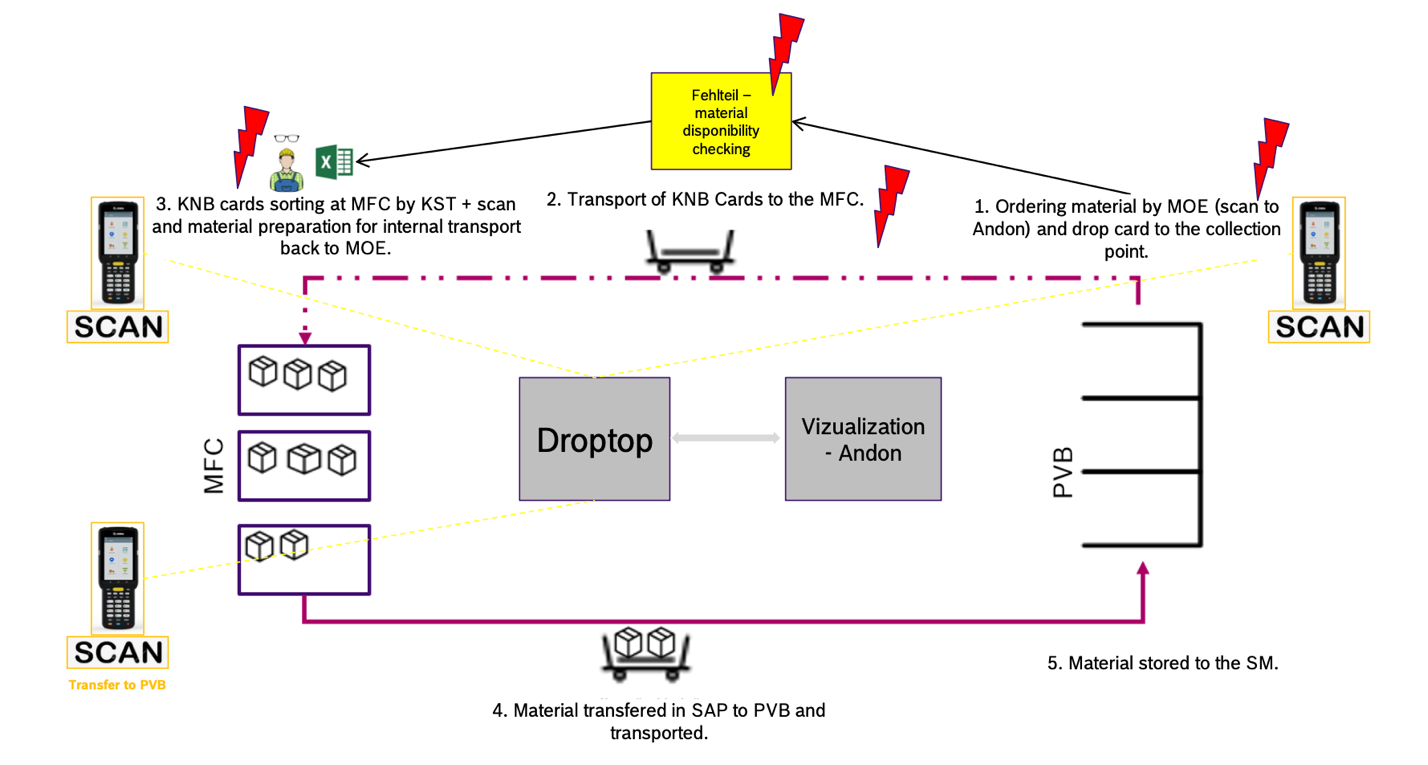 Fehlteil –
material
disponibility
checking
3. KNB cards sorting at MFC by KST + scan
and material preparation for internal transport
back to MOE.
2. Transport of KNB Cards to the MFC.
1. Ordering material by MOE (scan to
Andon) and drop card to the collection
point.
X
SCAN
SCAN
MFC
Droptop
Vizualization
- Andon
PVB
SCAN
Transfer to PVB
4. Material transfered in SAP to PVB and
transported.
5. Material stored to the SM.